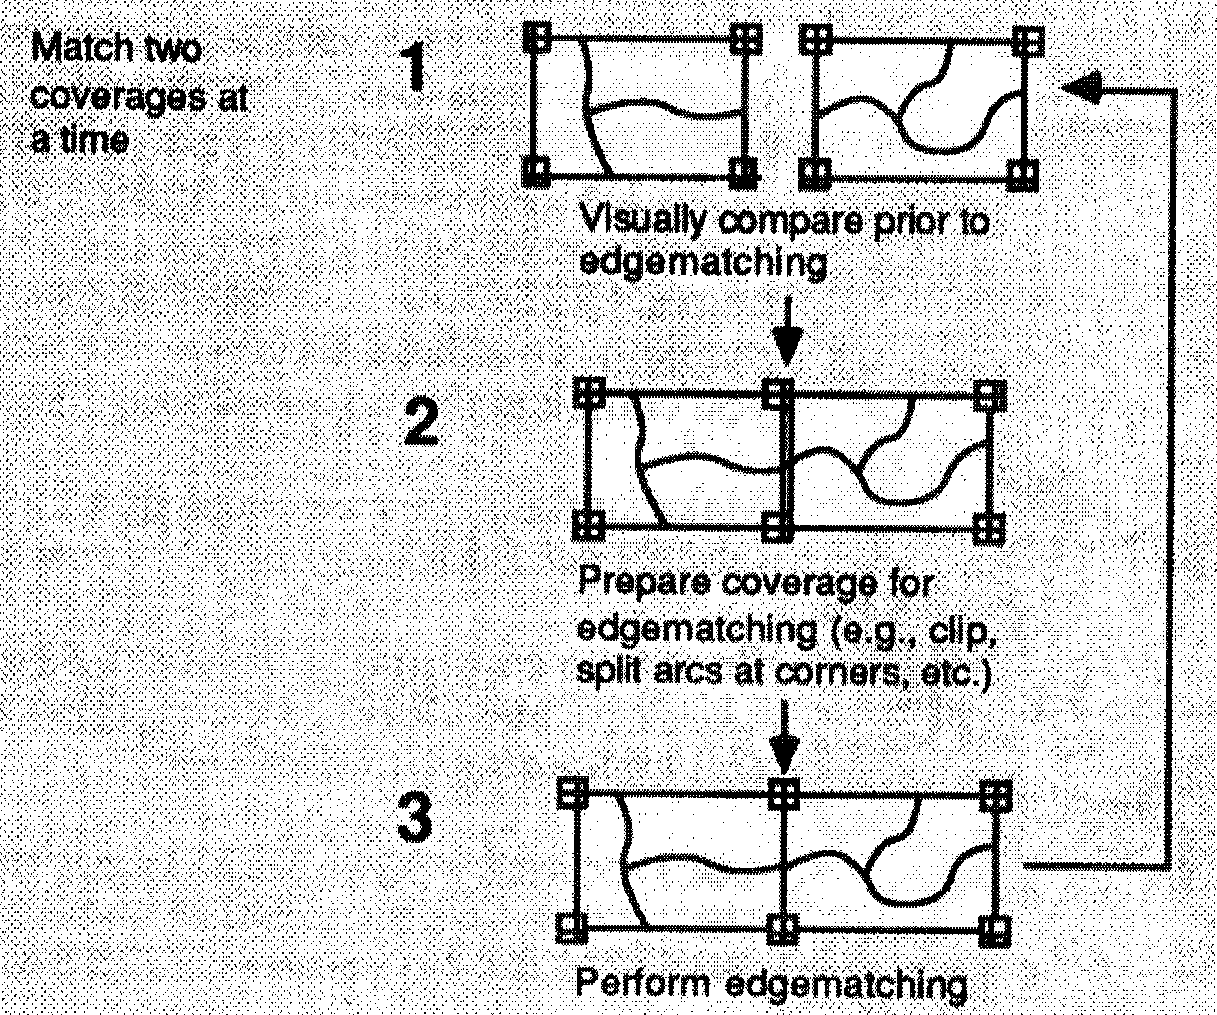 Match two
coverages at
a time
1
Visually compare prior to
edgematching
2
Prepare coverage for
edgematching (e.g., clip,
split arcs at corners, etc.)
3
Perform edgematching